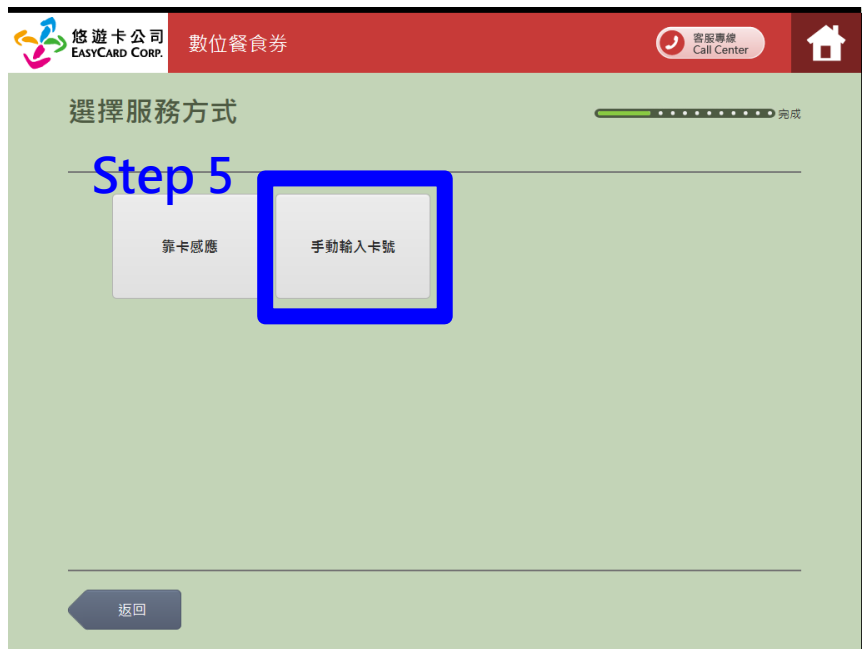 悠遊卡公司
EASYCARD CORP.
數位餐食券
客服專線
Call Center
選擇服務方式
完成
Step 5
靠卡感應
手動輸入卡號
返回